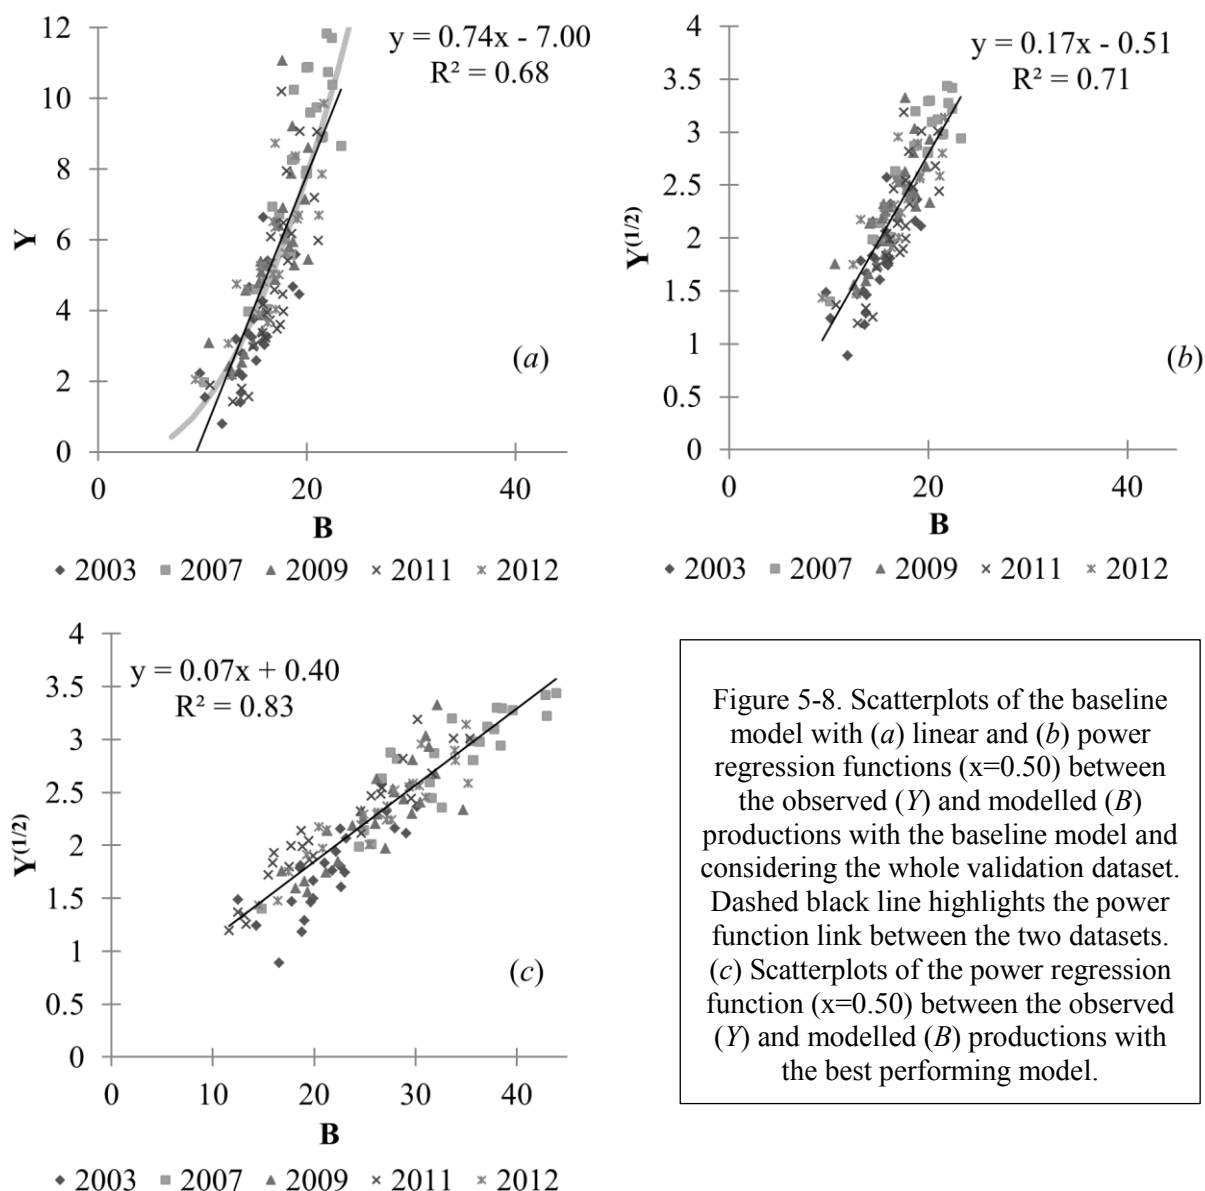 y = 0.74x - 7.00
R² = 0.68
12
10
8
6
4
2
0
Y
0
20
40
B
(a)
2003 2007 2009 2011 2012
y = 0.17x - 0.51
R² = 0.71
4
3.5
3
2.5
2
1.5
1
0.5
0
Y(1/2)
0
20
40
B
(b)
2003 2007 2009 2011 2012
y = 0.07x + 0.40
R² = 0.83
4
3.5
3
2.5
2
1.5
1
0.5
0
Y(1/2)
0
10
20
30
40
B
(c)
2003 2007 2009 2011 2012
Figure 5-8. Scatterplots of the baseline
model with (a) linear and (b) power
regression functions (x=0.50) between
the observed (Y) and modelled (B)
productions with the baseline model and
considering the whole validation dataset.
Dashed black line highlights the power
function link between the two datasets.
(c) Scatterplots of the power regression
function (x=0.50) between the observed
(Y) and modelled (B) productions with
the best performing model.